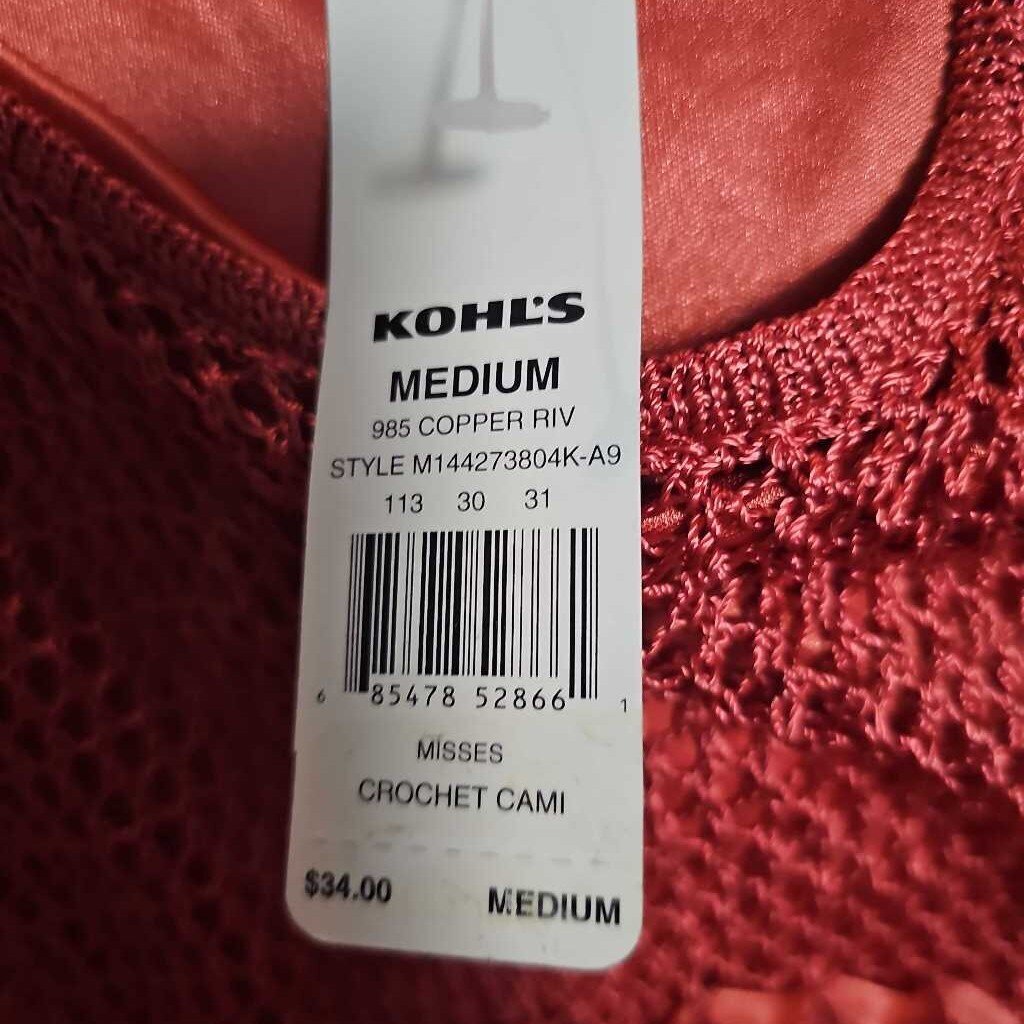 KOHL'S
MEDIUM
985 COPPER RIV
STYLE M144273804K-A9
113 30 31
6 85478 52866 1
MISSES
CROCHET CAMI
$34.00 MEDIUM